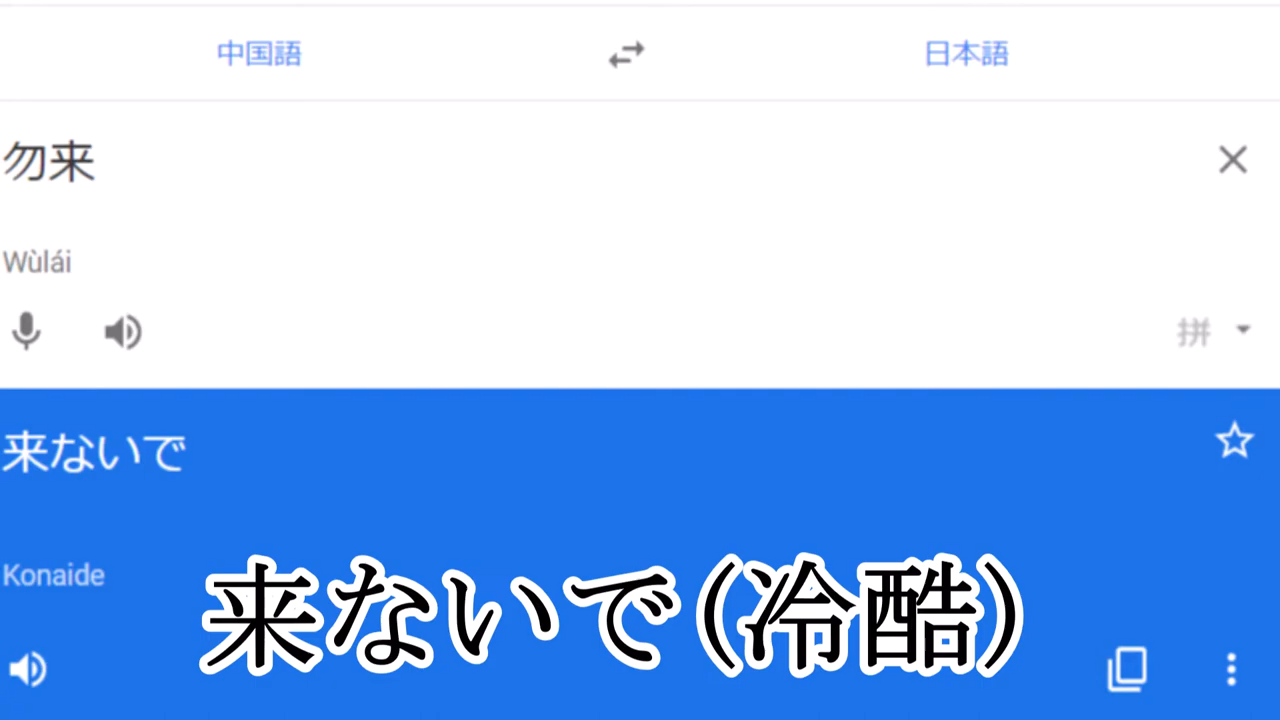 中国語 日本語
勿来
Wùlái
拼
来ないで
Konaide
来ないで(冷酷)